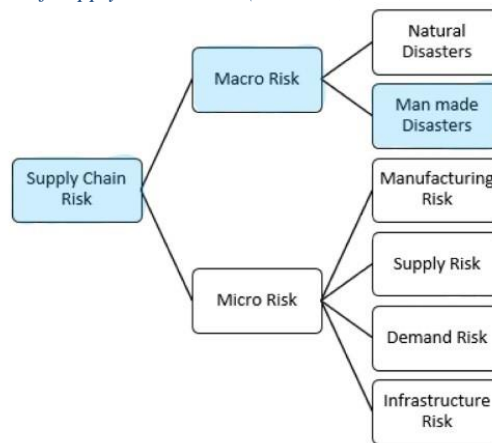 Natural
Disasters
Macro Risk
Man made
Disasters
Supply Chain
Risk
Manufacturing
Risk
Supply Risk
Micro Risk
Demand Risk
Infrastructure
Risk